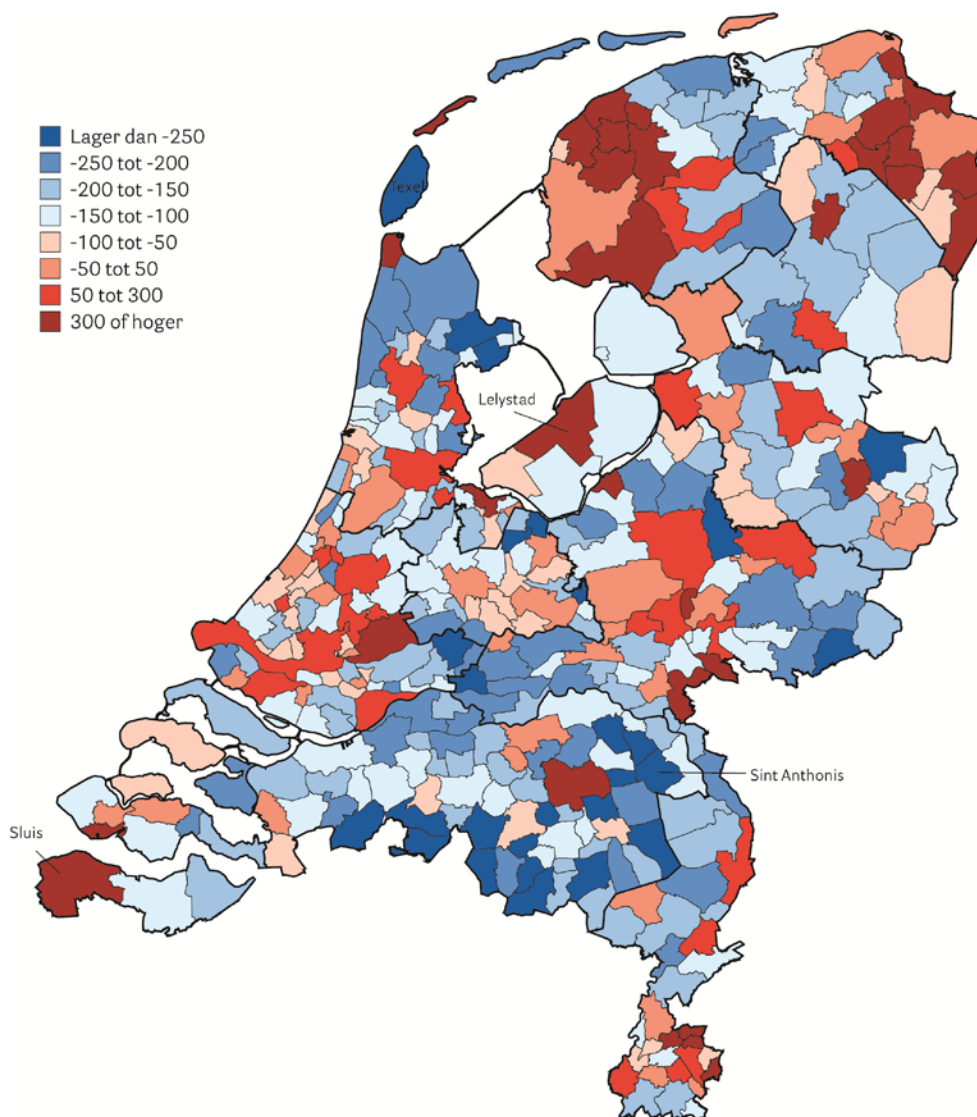 Lager dan -250
-250 tot -200
-200 tot -150
-150 tot -100
-100 tot -50
-50 tot 50
50 tot 300
300 of hoger
Texel
Lelystad
Sint Anthonis
Sluis